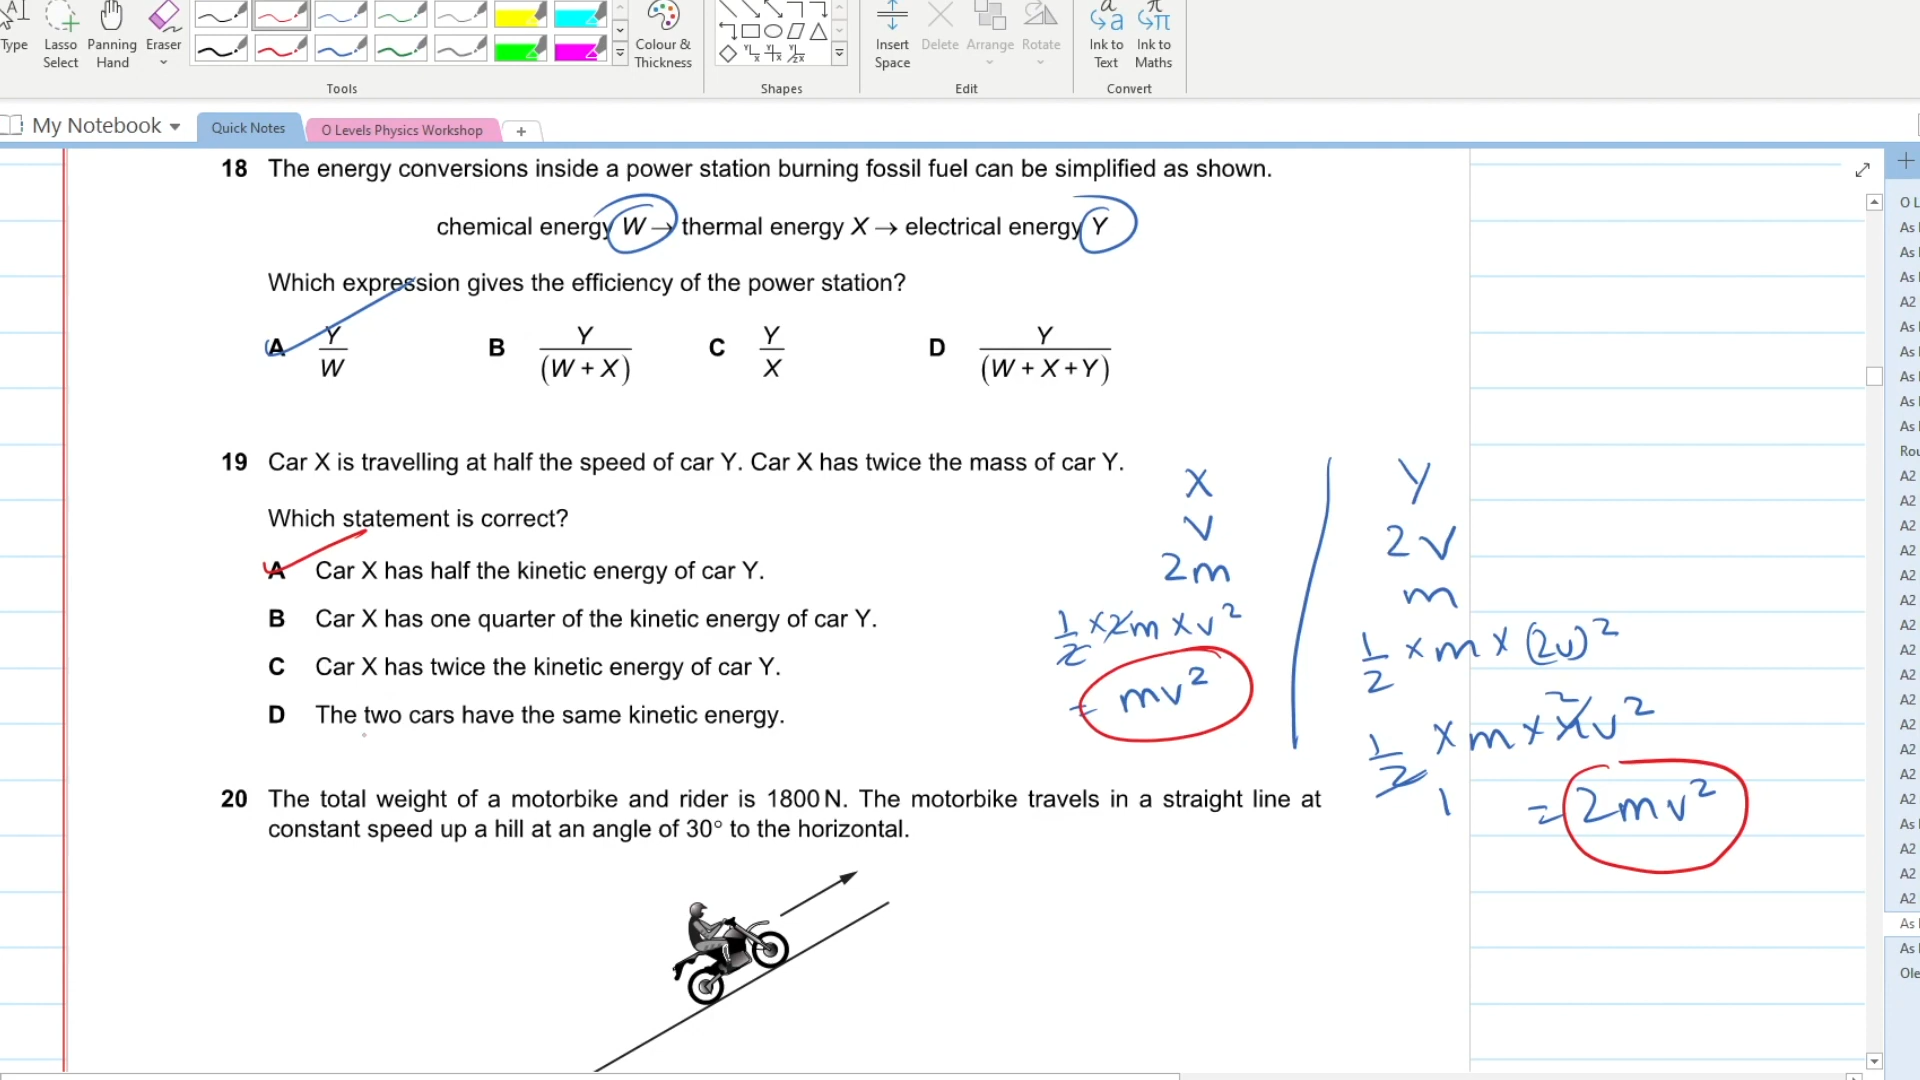 Type
Lasso Select
Panning Hand
Eraser
Colour & Thickness
Insert Space
Delete
Arrange
Rotate
Ink to Text
Ink to Maths
Tools
Shapes
Edit
Convert
My Notebook
Quick Notes
O Levels Physics Workshop
+
18 The energy conversions inside a power station burning fossil fuel can be simplified as shown.
chemical energy W → thermal energy X → electrical energy Y
Which expression gives the efficiency of the power station?
A Y/W B Y/(W + X) C Y/X D Y/(W + X + Y)
19 Car X is travelling at half the speed of car Y. Car X has twice the mass of car Y.
Which statement is correct?
A Car X has half the kinetic energy of car Y.
B Car X has one quarter of the kinetic energy of car Y.
C Car X has twice the kinetic energy of car Y.
D The two cars have the same kinetic energy.
X
v
2m
1/2 × 2m × v²
= mv²
Y
2v
m
1/2 × m × (2v)²
1/2 × m × 4v²
2
1
= 2mv²
20 The total weight of a motorbike and rider is 1800 N. The motorbike travels in a straight line at
constant speed up a hill at an angle of 30° to the horizontal.